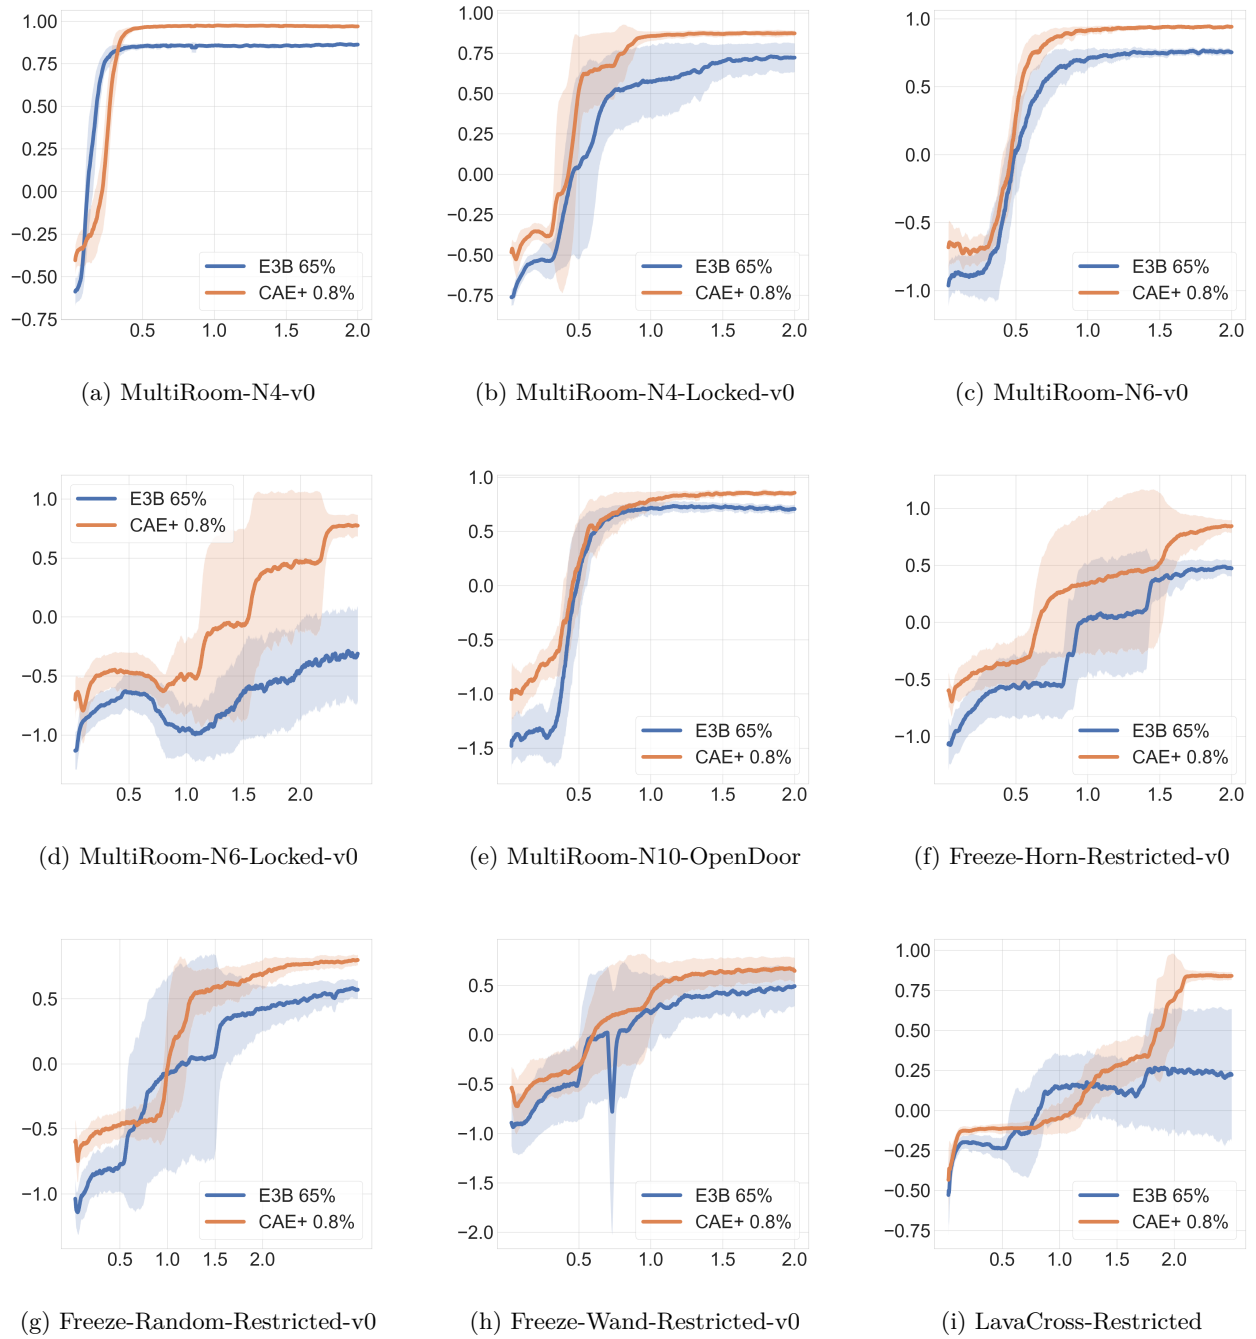 1.00
0.75
0.50
0.25
0.00
−0.25
−0.50
−0.75
E3B 65%
CAE+ 0.8%
0.5 1.0 1.5 2.0
(a) MultiRoom-N4-v0
1.00
0.75
0.50
0.25
0.00
−0.25
−0.50
−0.75
E3B 65%
CAE+ 0.8%
0.5 1.0 1.5 2.0
(b) MultiRoom-N4-Locked-v0
1.0
0.5
0.0
−0.5
−1.0
E3B 65%
CAE+ 0.8%
0.5 1.0 1.5 2.0
(c) MultiRoom-N6-v0
1.0
0.5
0.0
−0.5
−1.0
E3B 65%
CAE+ 0.8%
0.5 1.0 1.5 2.0
(d) MultiRoom-N6-Locked-v0
1.0
0.5
0.0
−0.5
−1.0
−1.5
E3B 65%
CAE+ 0.8%
0.5 1.0 1.5 2.0
(e) MultiRoom-N10-OpenDoor
1.0
0.5
0.0
−0.5
−1.0
E3B 65%
CAE+ 0.8%
0.5 1.0 1.5 2.0
(f) Freeze-Horn-Restricted-v0
0.5
0.0
−0.5
−1.0
E3B 65%
CAE+ 0.8%
0.5 1.0 1.5 2.0
(g) Freeze-Random-Restricted-v0
0.5
0.0
−0.5
−1.0
−1.5
−2.0
E3B 65%
CAE+ 0.8%
0.5 1.0 1.5 2.0
(h) Freeze-Wand-Restricted-v0
1.00
0.75
0.50
0.25
0.00
−0.25
−0.50
−0.75
E3B 65%
CAE+ 0.8%
0.5 1.0 1.5 2.0
(i) LavaCross-Restricted